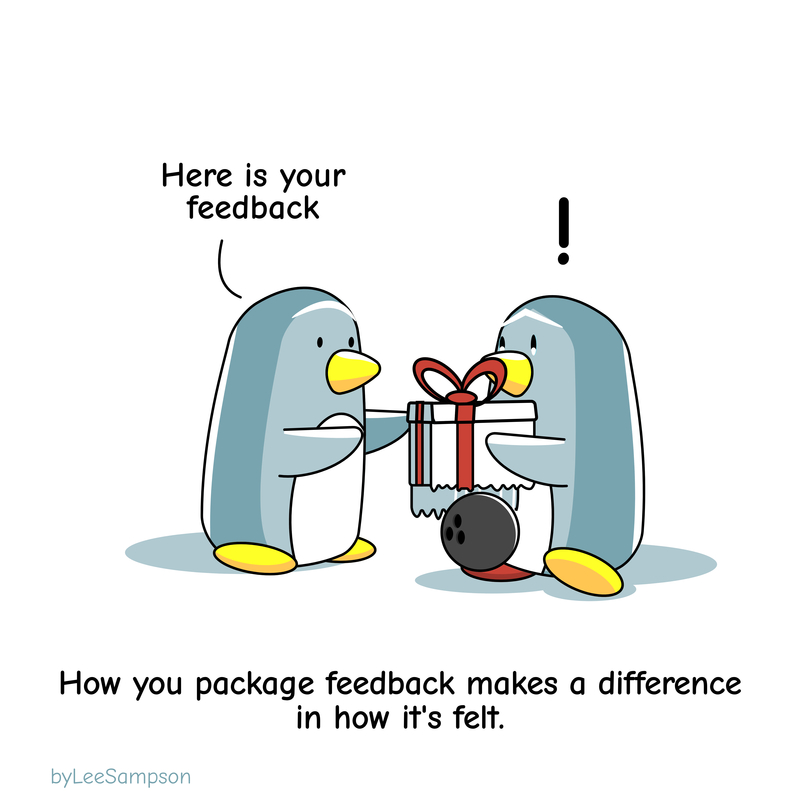 Here is your
feedback
!
How you package feedback makes a difference
in how it's felt.
byLeeSampson